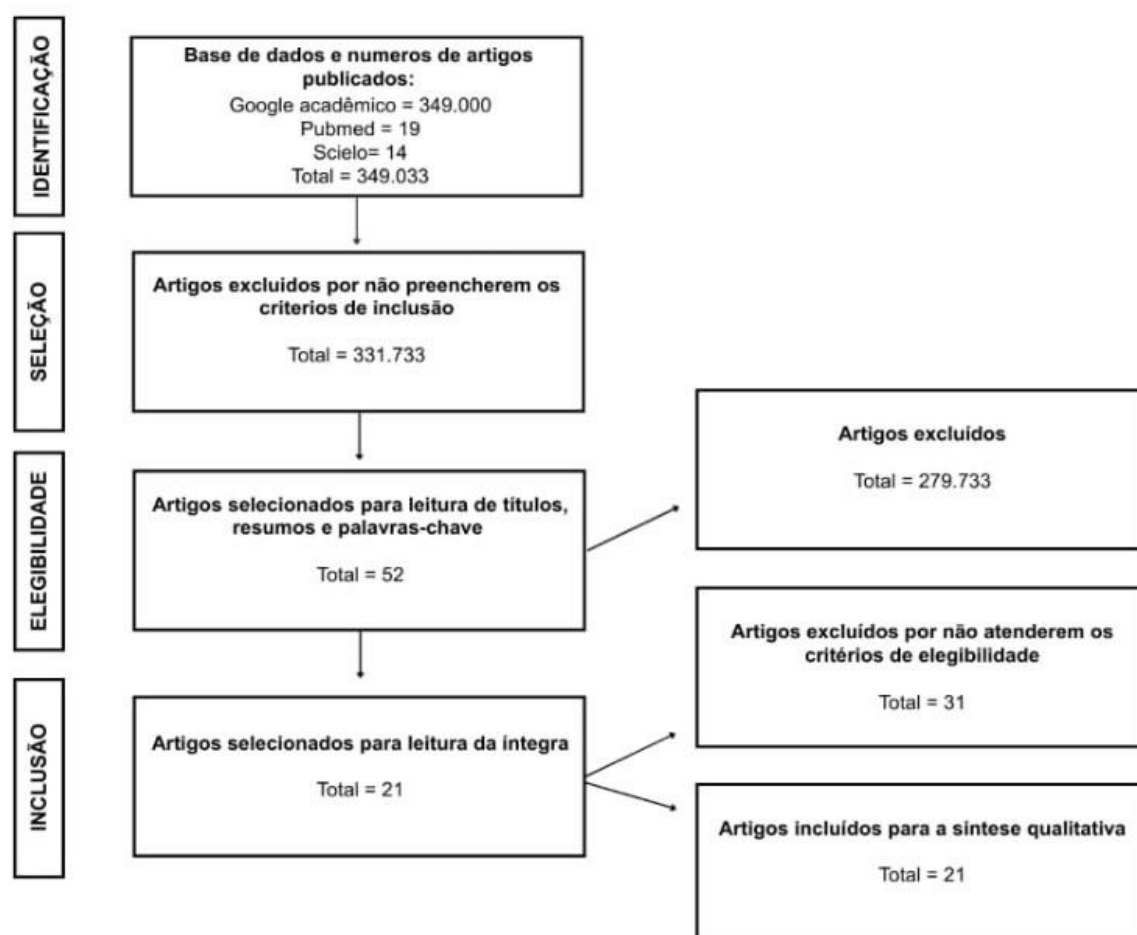 IDENTIFICAÇÃO
Base de dados e numeros de artigos
publicados:
Google acadêmico = 349.000
Pubmed = 19
Scielo= 14
Total = 349.033
SELEÇÃO
Artigos excluidos por não preencherem os
criterios de inclusão
Total = 331.733
ELEGIBILIDADE
Artigos selecionados para leitura de títulos,
resumos e palavras-chave
Total = 52
Artigos excluídos
Total = 279.733
INCLUSÃO
Artigos selecionados para leitura da íntegra
Total = 21
Artigos excluídos por não atenderem os
critérios de elegibilidade
Total = 31
Artigos incluídos para a síntese qualitativa
Total = 21